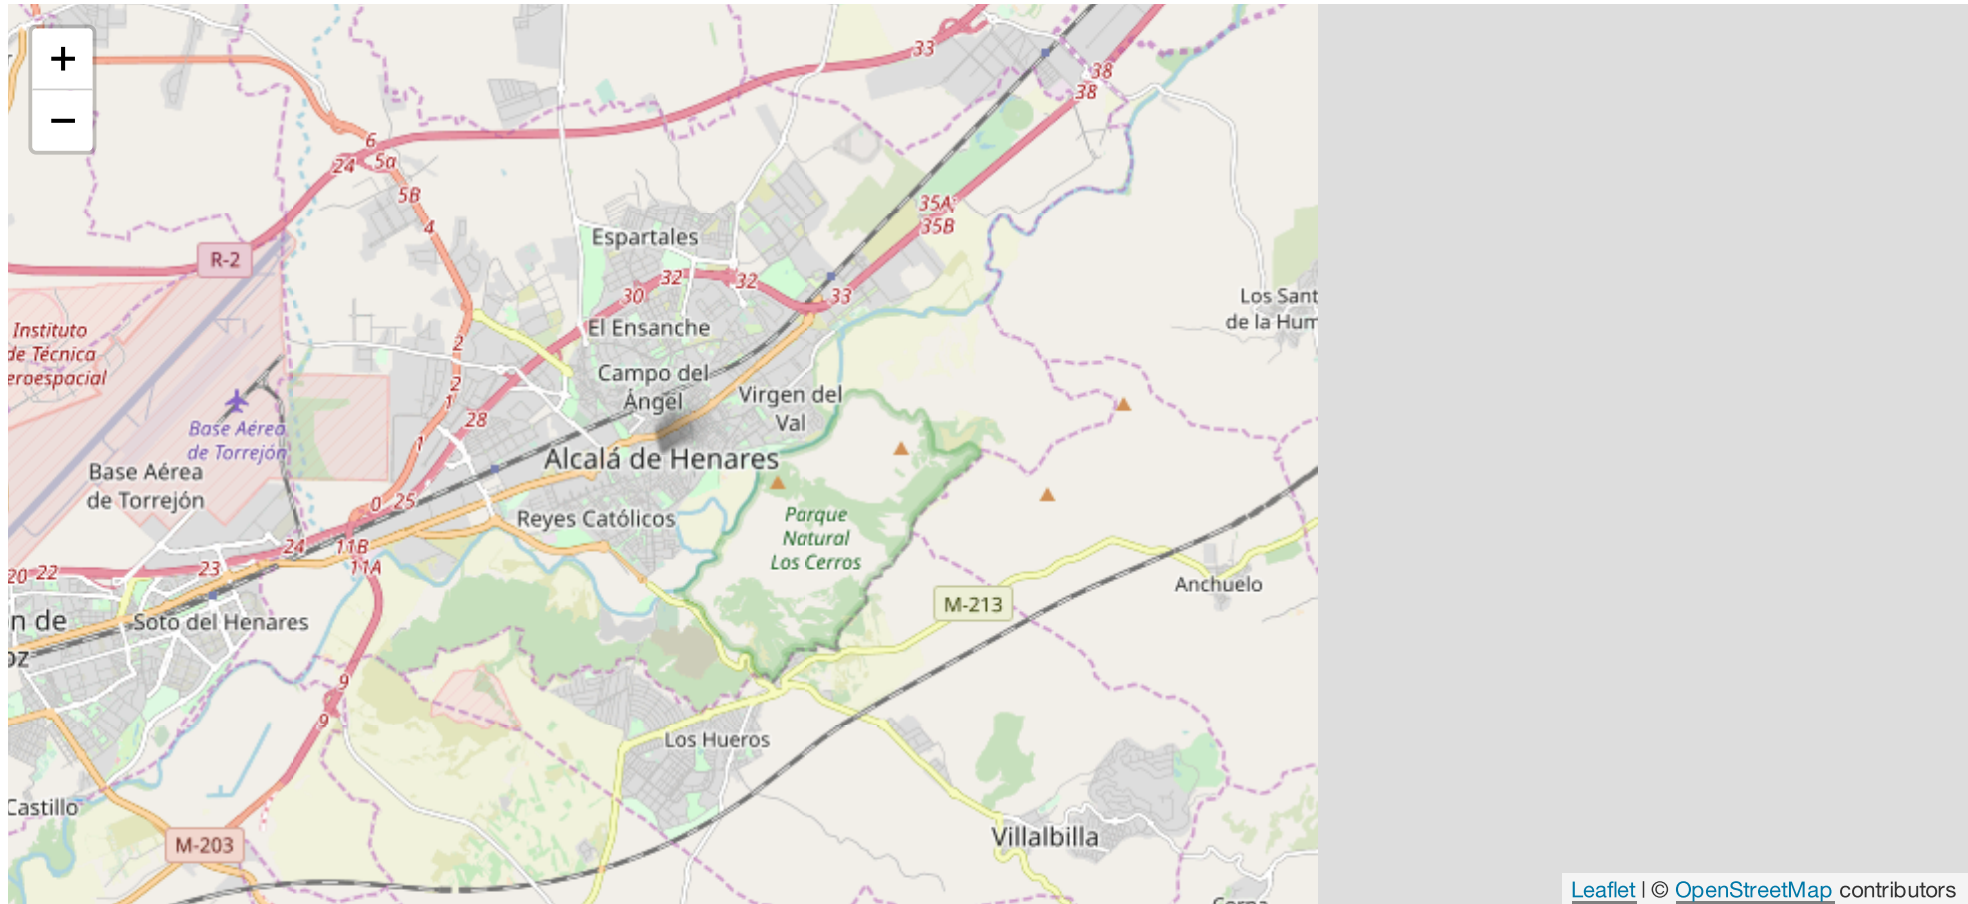 +
−
33
38
38
6
24
5a
5B
4
35A;
35B
Espartales
R-2
32
32
30
33
Los Sant
de la Hum
Instituto
de Técnica
eroespacial
El Ensanche
2
2
1
Campo del
Ángel
Virgen del
Val
28
1
Base Aérea
de Torrejón
Base Aérea
de Torrejón
Alcalá de Henares
0
25
Reyes Católicos
Parque
Natural
Los Cerros
24
11B
11A
20
22
23
Anchuelo
M-213
n de
oz
Soto del Henares
9
9
Los Hueros
Castillo
M-203
Villalbilla
Leaflet | © OpenStreetMap contributors